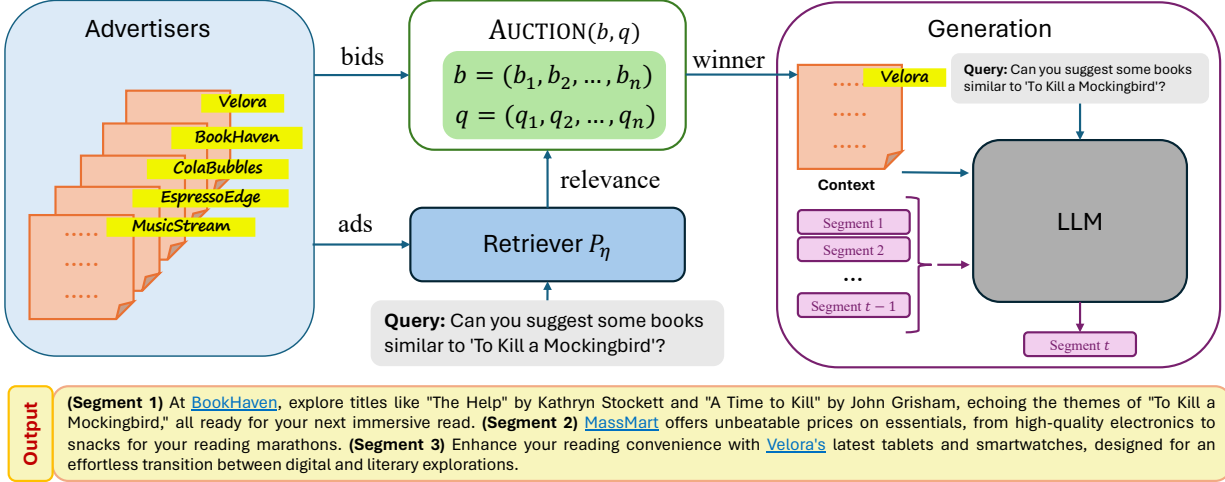 Advertisers
Velora
BookHaven
ColaBubbles
EspressoEdge
MusicStream
.....
.....
bids
ads
AUCTION(b, q)
b = (b₁, b₂, ..., bₙ)
q = (q₁, q₂, ..., qₙ)
relevance
Retriever P_η
Query: Can you suggest some books
similar to 'To Kill a Mockingbird'?
winner
Generation
Velora
.....
.....
Context
Query: Can you suggest some books
similar to 'To Kill a Mockingbird'?
Segment 1
Segment 2
...
Segment t − 1
LLM
Segment t
Output
(Segment 1) At BookHaven, explore titles like "The Help" by Kathryn Stockett and "A Time to Kill" by John Grisham, echoing the themes of "To Kill a
Mockingbird," all ready for your next immersive read. (Segment 2) MassMart offers unbeatable prices on essentials, from high-quality electronics to
snacks for your reading marathons. (Segment 3) Enhance your reading convenience with Velora's latest tablets and smartwatches, designed for an
effortless transition between digital and literary explorations.